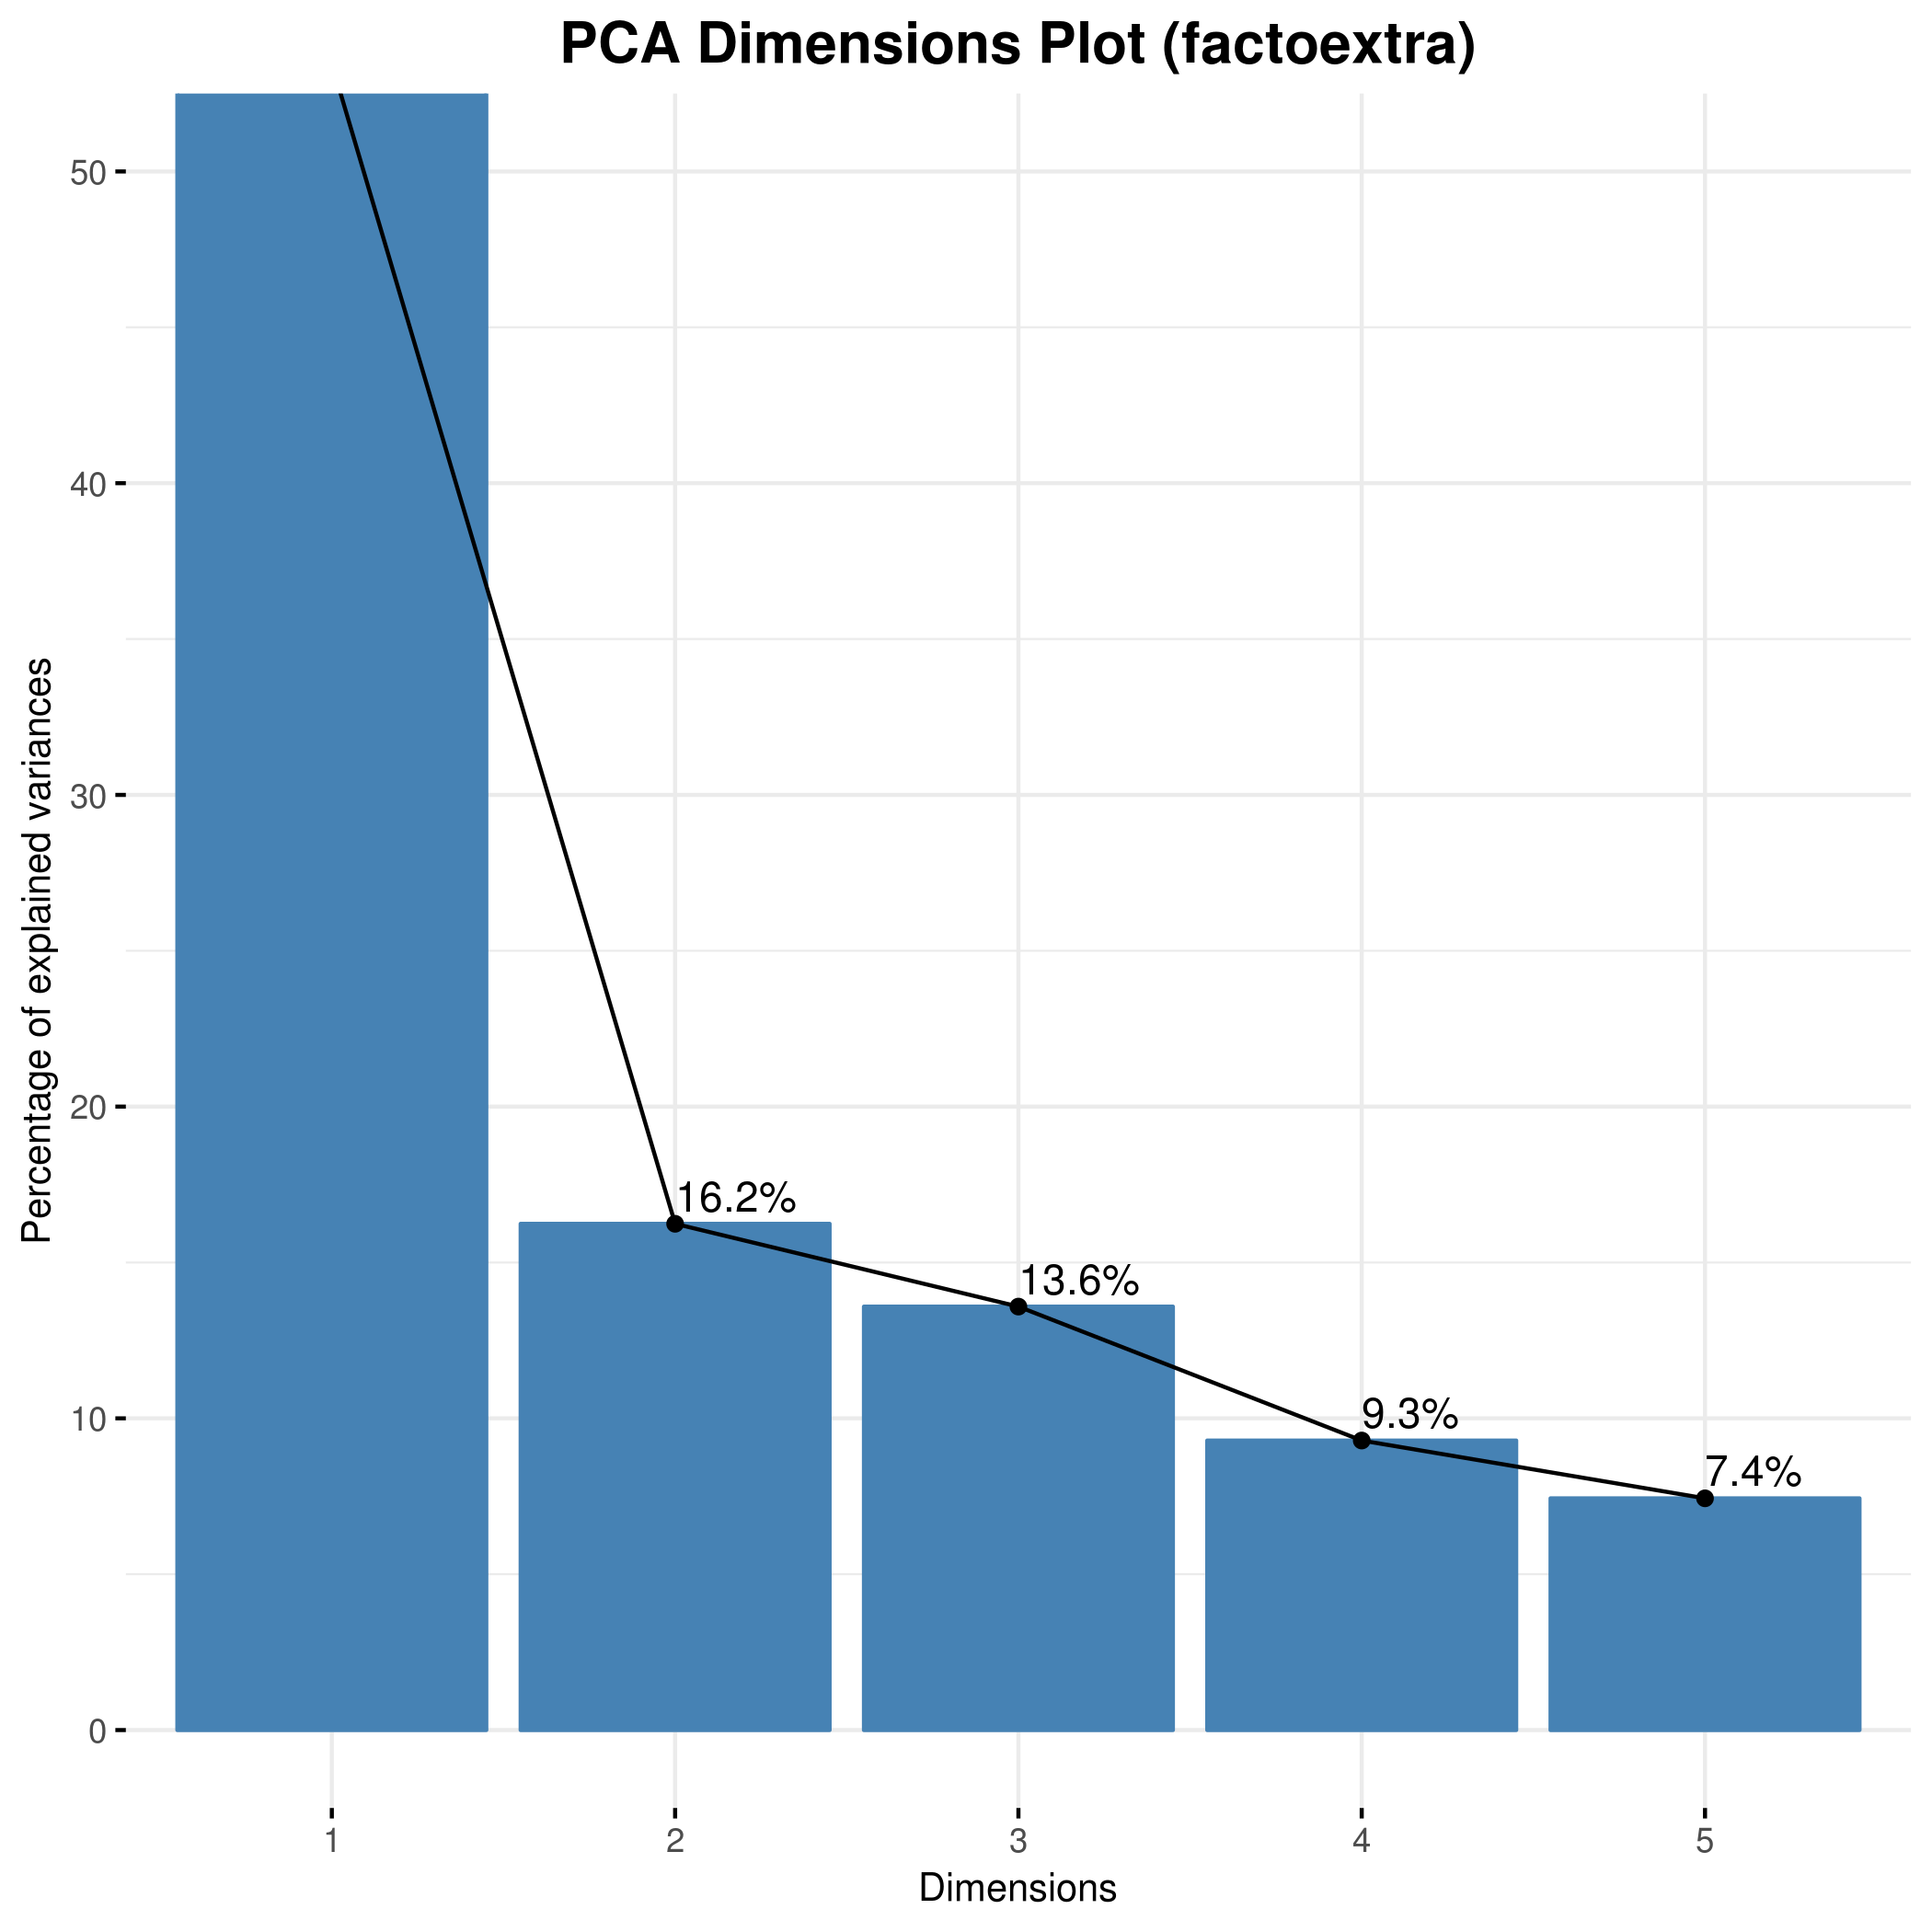 PCA Dimensions Plot (factoextra)
Percentage of explained variances
50
40
30
20
10
0
16.2%
13.6%
9.3%
7.4%
1 2 3 4 5
Dimensions